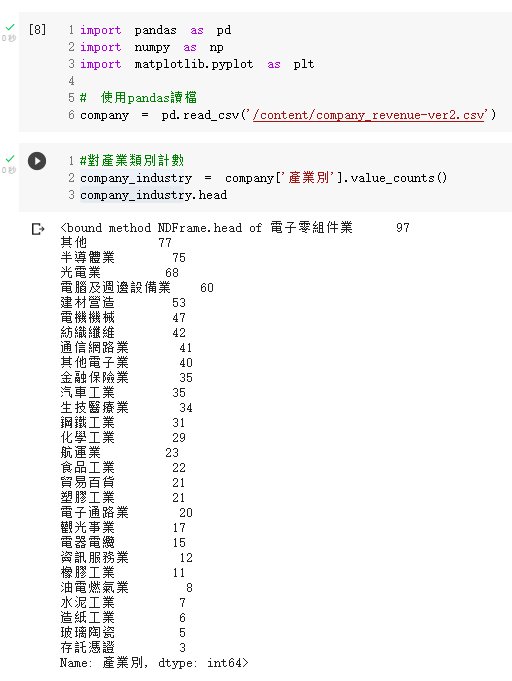 [8]
1 import pandas as pd
2 import numpy as np
3 import matplotlib.pyplot as plt
4
5 # 使用pandas讀檔
6 company = pd.read_csv('/content/company_revenue-ver2.csv')
0 秒
1 #對產業類別計數
2 company_industry = company['產業別'].value_counts()
3 company_industry.head
0 秒
<bound method NDFrame.head of 電子零組件業 97
其他 77
半導體業 75
光電業 68
電腦及週邊設備業 60
建材營造 53
電機機械 47
紡織纖維 42
通信網路業 41
其他電子業 40
金融保險業 35
汽車工業 35
生技醫療業 34
鋼鐵工業 31
化學工業 29
航運業 23
食品工業 22
貿易百貨 21
塑膠工業 21
電子通路業 20
觀光事業 17
電器電纜 15
資訊服務業 12
橡膠工業 11
油電燃氣業 8
水泥工業 7
造紙工業 6
玻璃陶瓷 5
存託憑證 3
Name: 產業別, dtype: int64>